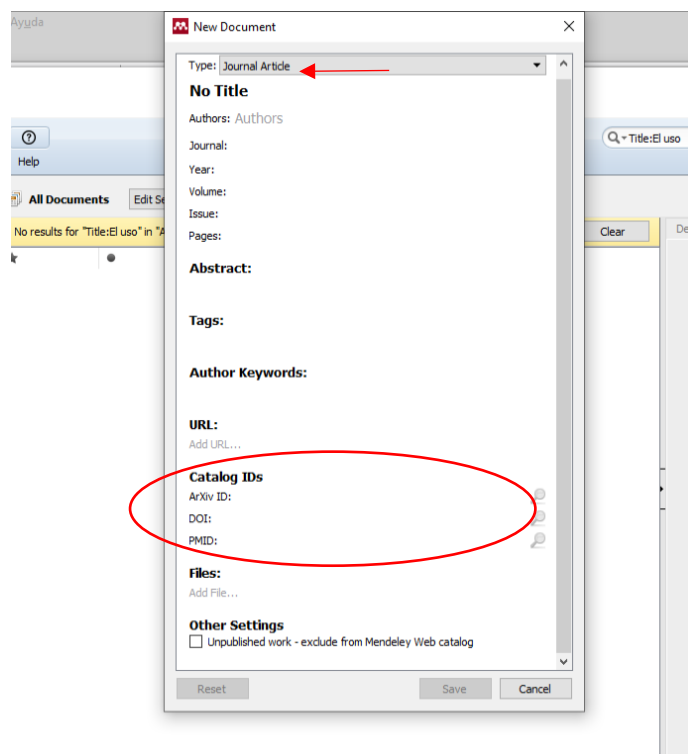 Ayuda
New Document
Type: Journal Article
No Title
Authors: Authors
Journal:
Title:El uso
Help
Year:
Volume:
All Documents Edit Se
Issue:
No results for "Title:El uso" in "A
Pages:
Clear
De
Abstract:
Tags:
Author Keywords:
URL:
Add URL...
Catalog IDs
ArXiv ID:
DOI:
PMID:
Files:
Add File...
Other Settings
Unpublished work - exclude from Mendeley Web catalog
Reset Save Cancel